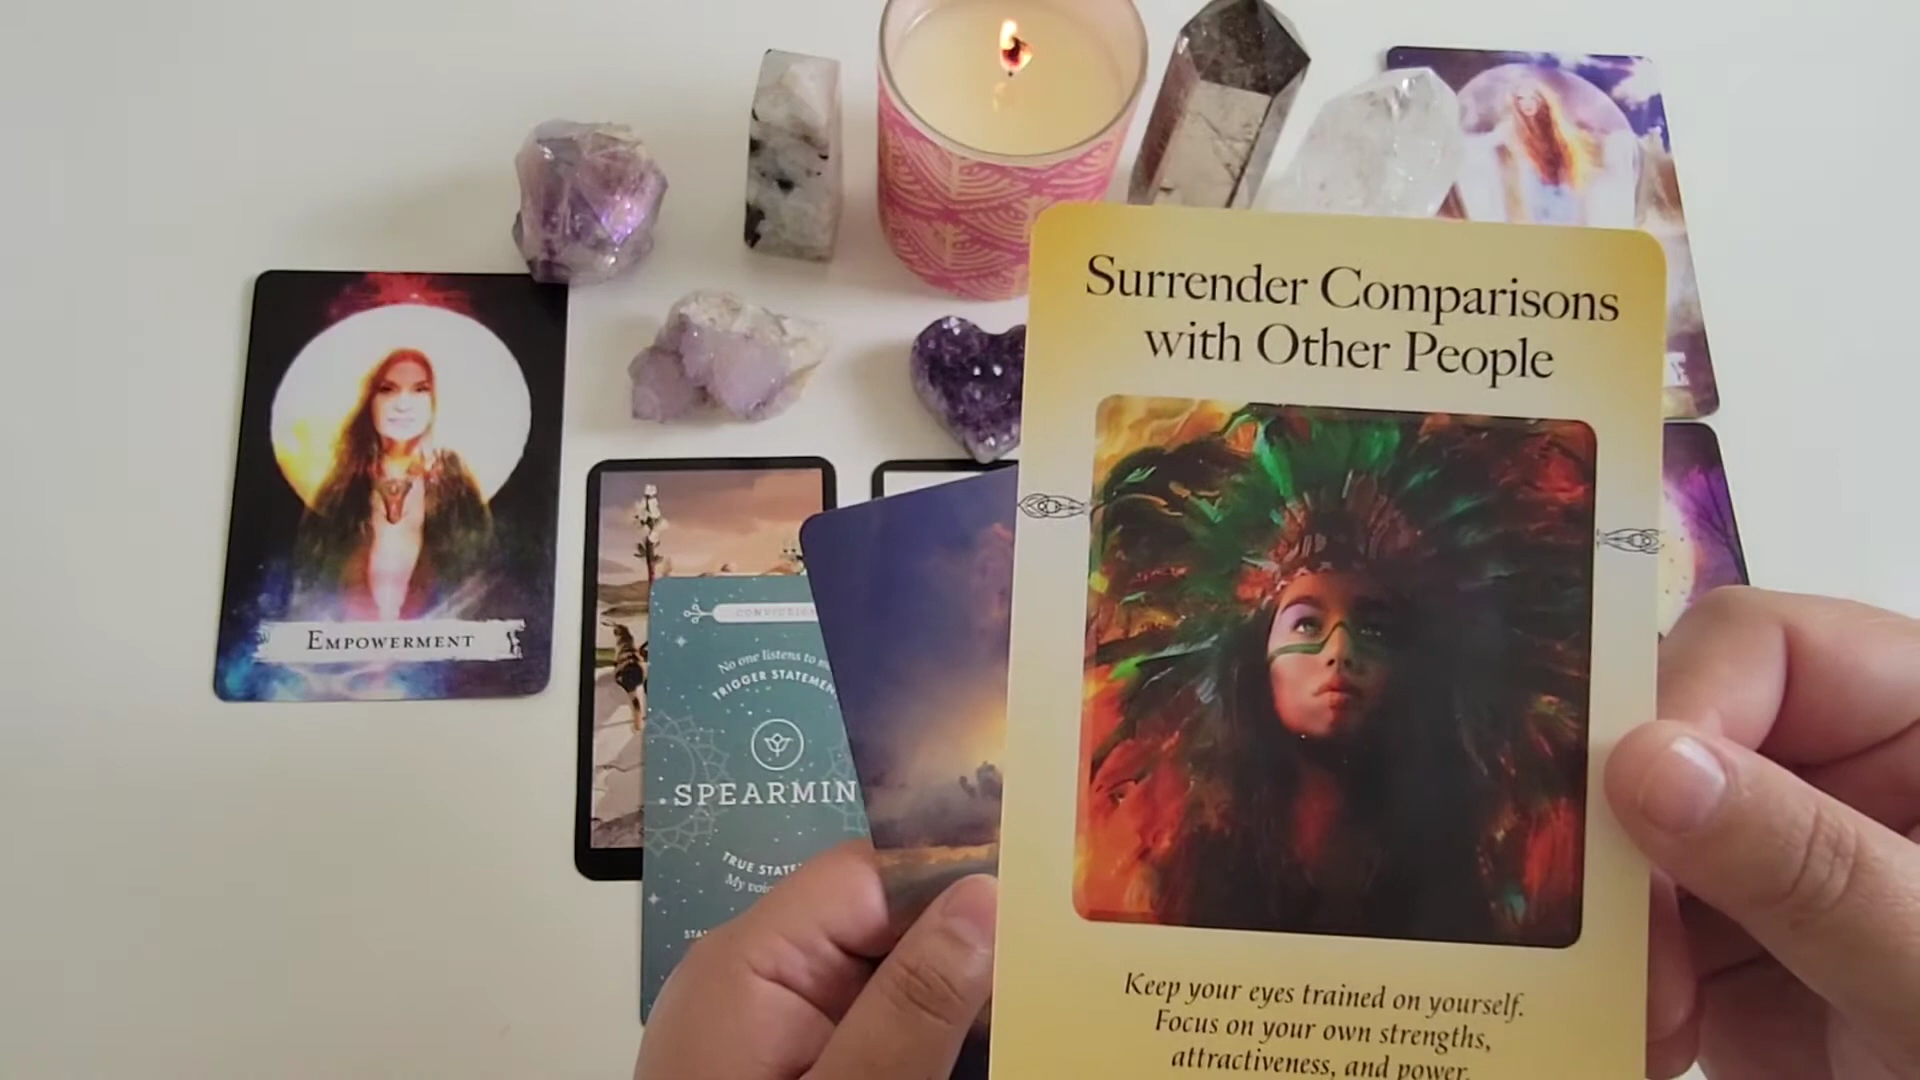 Surrender Comparisons
with Other People
Keep your eyes trained on yourself.
Focus on your own strengths,
attractiveness, and power.
EMPOWERMENT
No one listens to
TRIGGER STATEMEN
SPEARMIN
TRUE STATE
My voic